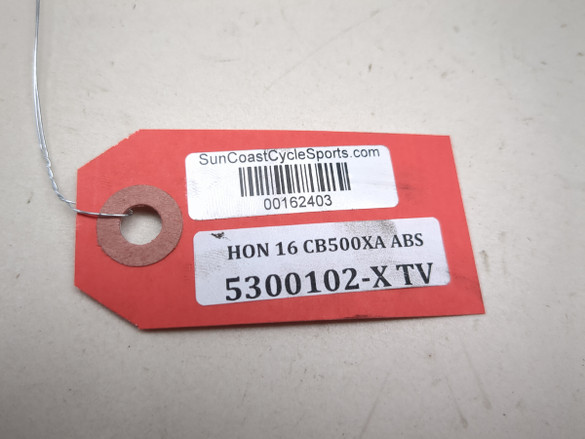 SunCoastCycleSports.com
00162403
HON 16 CB500XA ABS
5300102-X TV